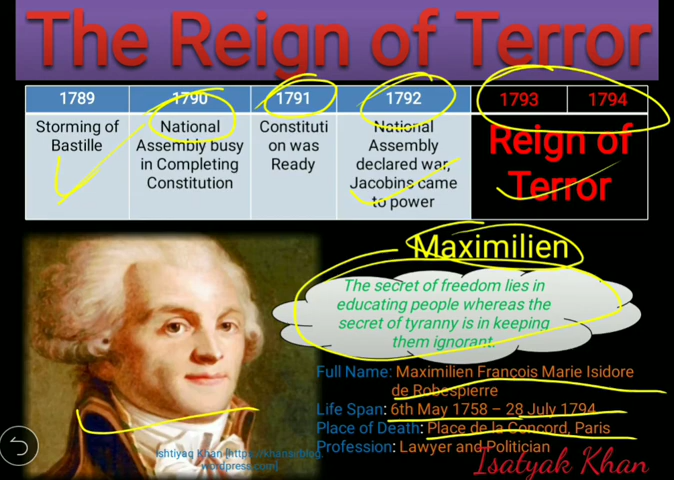 The Reign of Terror
1789 1790 1791 1792 1793 1794
Storming of
Bastille
National
Assembly busy
in Completing
Constitution
Constituti
on was
Ready
National
Assembly
declared war,
Jacobins came
to power
Reign of
Terror
Maximilien
The secret of freedom lies in
educating people whereas the
secret of tyranny is in keeping
them ignorant.
Full Name: Maximilien François Marie Isidore
de Robespierre
Life Span: 6th May 1758 – 28 July 1794
Place of Death: Place de la Concord, Paris
Profession: Lawyer and Politician
Ishtiyaq Khan [https://khansirblog.
wordpress.com]
Isatyak Khan